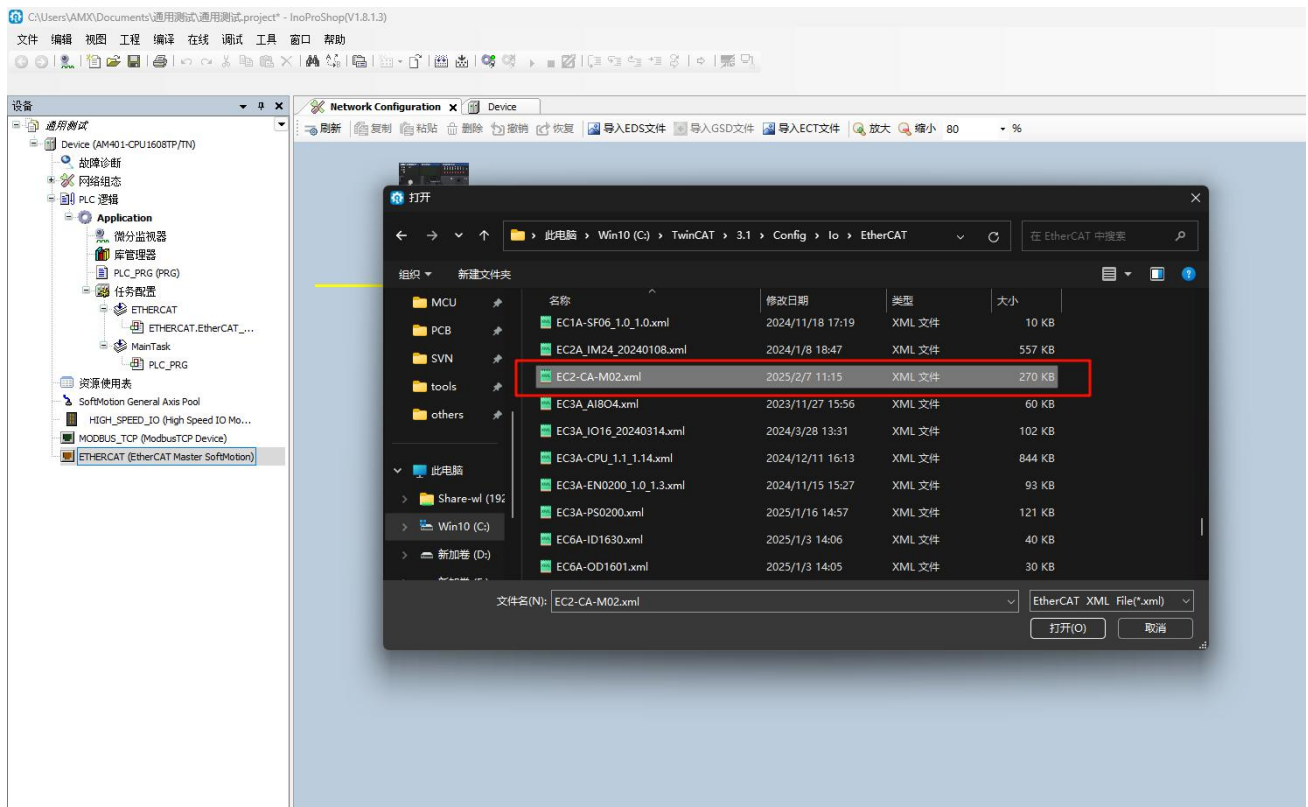 C:\Users\AMX\Documents\通用测试\通用测试.project* - InoProShop(V1.8.1.3)
文件 编辑 视图 工程 编译 在线 调试 工具 窗口 帮助
设备
Network Configuration
Device
刷新 复制 粘贴 删除 撤销 恢复 导入EDS文件 导入GSD文件 导入ECT文件 放大 缩小 80 %
通用测试
Device (AM401-CPU1608TP/TN)
故障诊断
网络组态
PLC 逻辑
Application
微分监视器
库管理器
PLC_PRG (PRG)
任务配置
ETHERCAT
ETHERCAT.EtherCAT_...
MainTask
PLC_PRG
资源使用表
SoftMotion General Axis Pool
HIGH_SPEED_IO (High Speed IO Mo...
MODBUS_TCP (ModbusTCP Device)
ETHERCAT (EtherCAT Master SoftMotion)
打开
此电脑 › Win10 (C:) › TwinCAT › 3.1 › Config › Io › EtherCAT
在 EtherCAT 中搜索
组织 新建文件夹
MCU
PCB
SVN
tools
others
此电脑
Share-wl (192
Win10 (C:)
新加卷 (D:)
名称 修改日期 类型 大小
EC1A-SF06_1.0_1.0.xml 2024/11/18 17:19 XML 文件 10 KB
EC2A_IM24_20240108.xml 2024/1/8 18:47 XML 文件 557 KB
EC2-CA-M02.xml 2025/2/7 11:15 XML 文件 270 KB
EC3A_AI8O4.xml 2023/11/27 15:56 XML 文件 60 KB
EC3A_IO16_20240314.xml 2024/3/28 13:31 XML 文件 102 KB
EC3A-CPU_1.1_1.14.xml 2024/12/11 16:13 XML 文件 844 KB
EC3A-EN0200_1.0_1.3.xml 2024/11/15 15:27 XML 文件 93 KB
EC3A-PS0200.xml 2025/1/16 14:57 XML 文件 121 KB
EC6A-ID1630.xml 2025/1/3 14:06 XML 文件 40 KB
EC6A-OD1601.xml 2025/1/3 14:05 XML 文件 30 KB
文件名(N): EC2-CA-M02.xml
EtherCAT XML File(*.xml)
打开(O) 取消